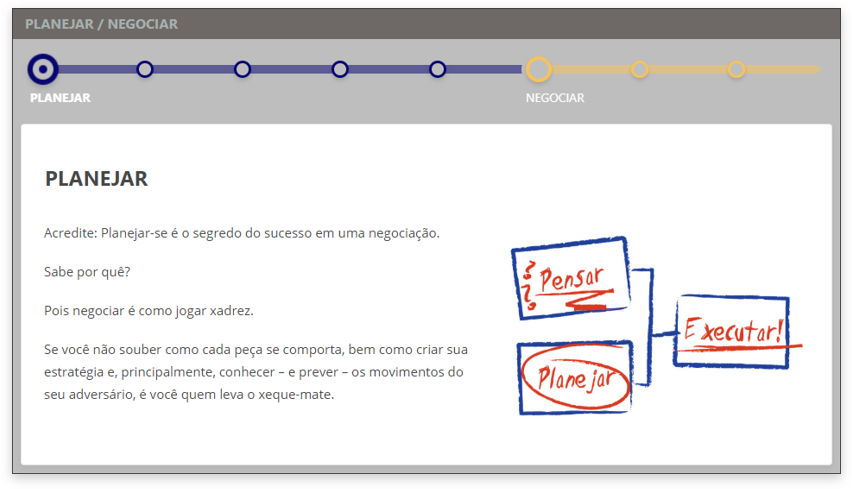 PLANEJAR / NEGOCIAR
PLANEJAR
NEGOCIAR
PLANEJAR
Acredite: Planejar-se é o segredo do sucesso em uma negociação.
Sabe por quê?
Pois negociar é como jogar xadrez.
Se você não souber como cada peça se comporta, bem como criar sua
estratégia e, principalmente, conhecer – e prever – os movimentos do
seu adversário, é você quem leva o xeque-mate.
???
Pensar
Planejar
Executar!